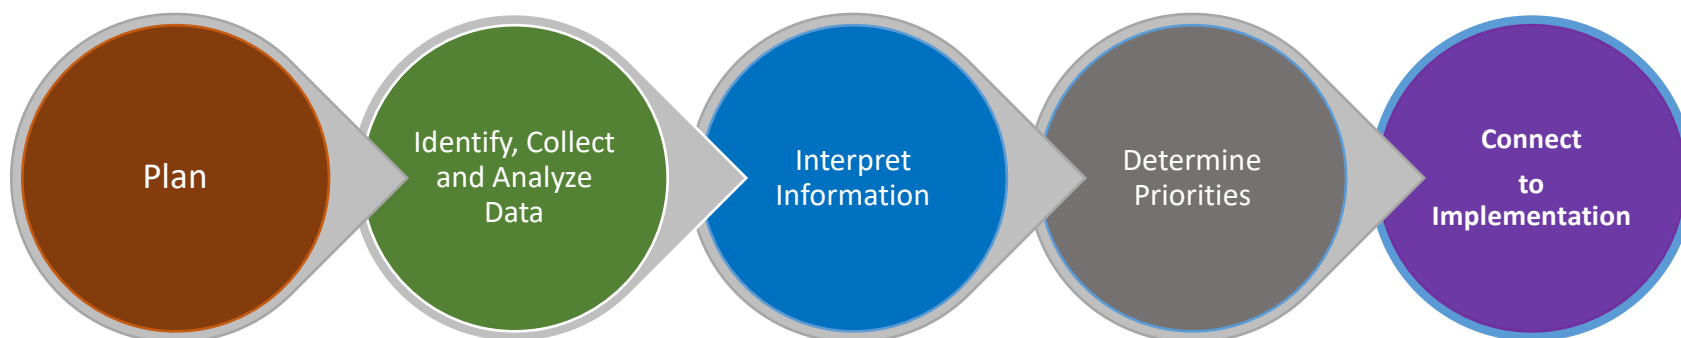 Plan
Identify, Collect
and Analyze
Data
Interpret
Information
Determine
Priorities
Connect
to
Implementation